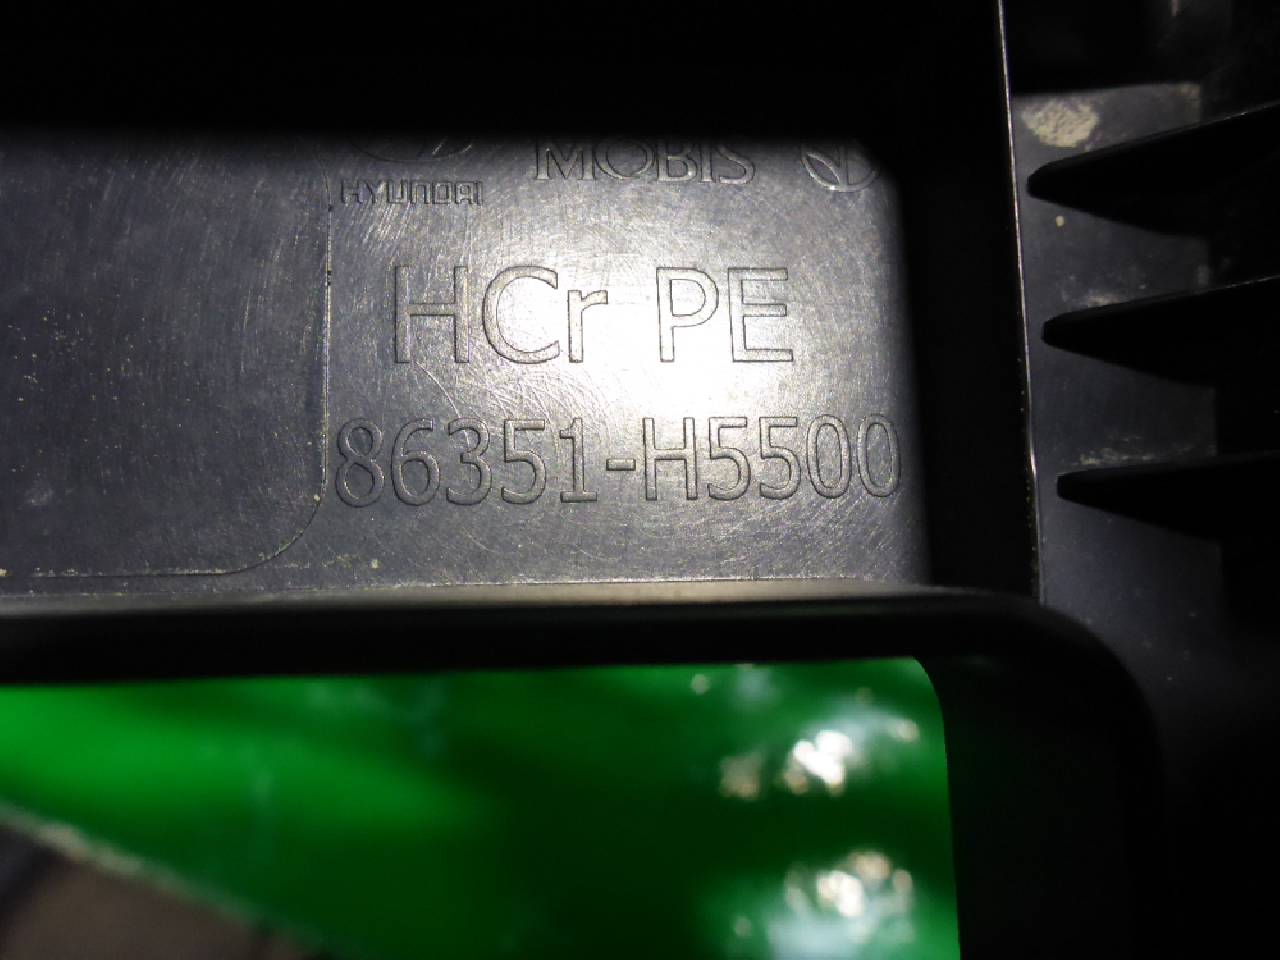 HYUNDAI MOBIS
HCr PE
86351-H5500